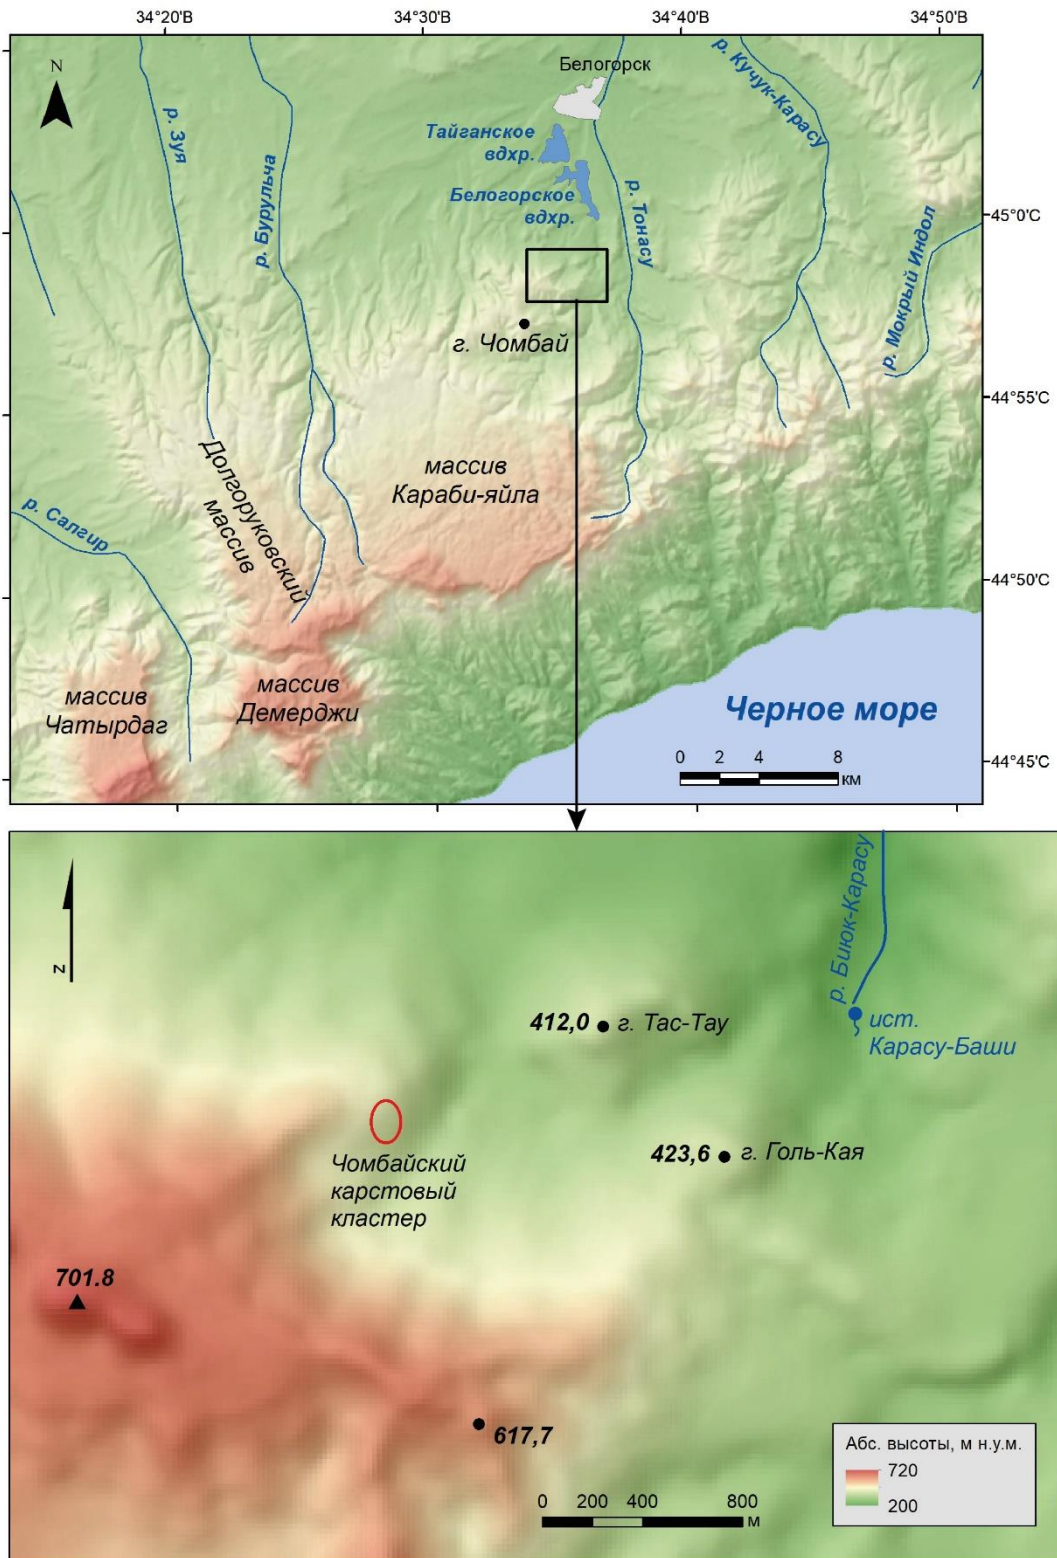 34°20'В
34°30'В
34°40'В
34°50'В
N
Белогорск
р. Кучук-Карасу
р. Зуя
Тайганское
вдхр.
р. Бурульча
Белогорское
вдхр.
р. Тонасу
45°0'С
р. Мокрый Индол
г. Чомбай
44°55'С
Долгоруковский
массив
массив
Караби-яйла
р. Салгир
44°50'С
массив
Чатырдаг
массив
Демерджи
Черное море
0 2 4 8
км
44°45'С
N
р. Биюк-Карасу
412,0
г. Тас-Тау
ист.
Карасу-Баши
423,6
г. Голь-Кая
Чомбайский
карстовый
кластер
701.8
617,7
Абс. высоты, м н.у.м.
720
200
0 200 400 800
м